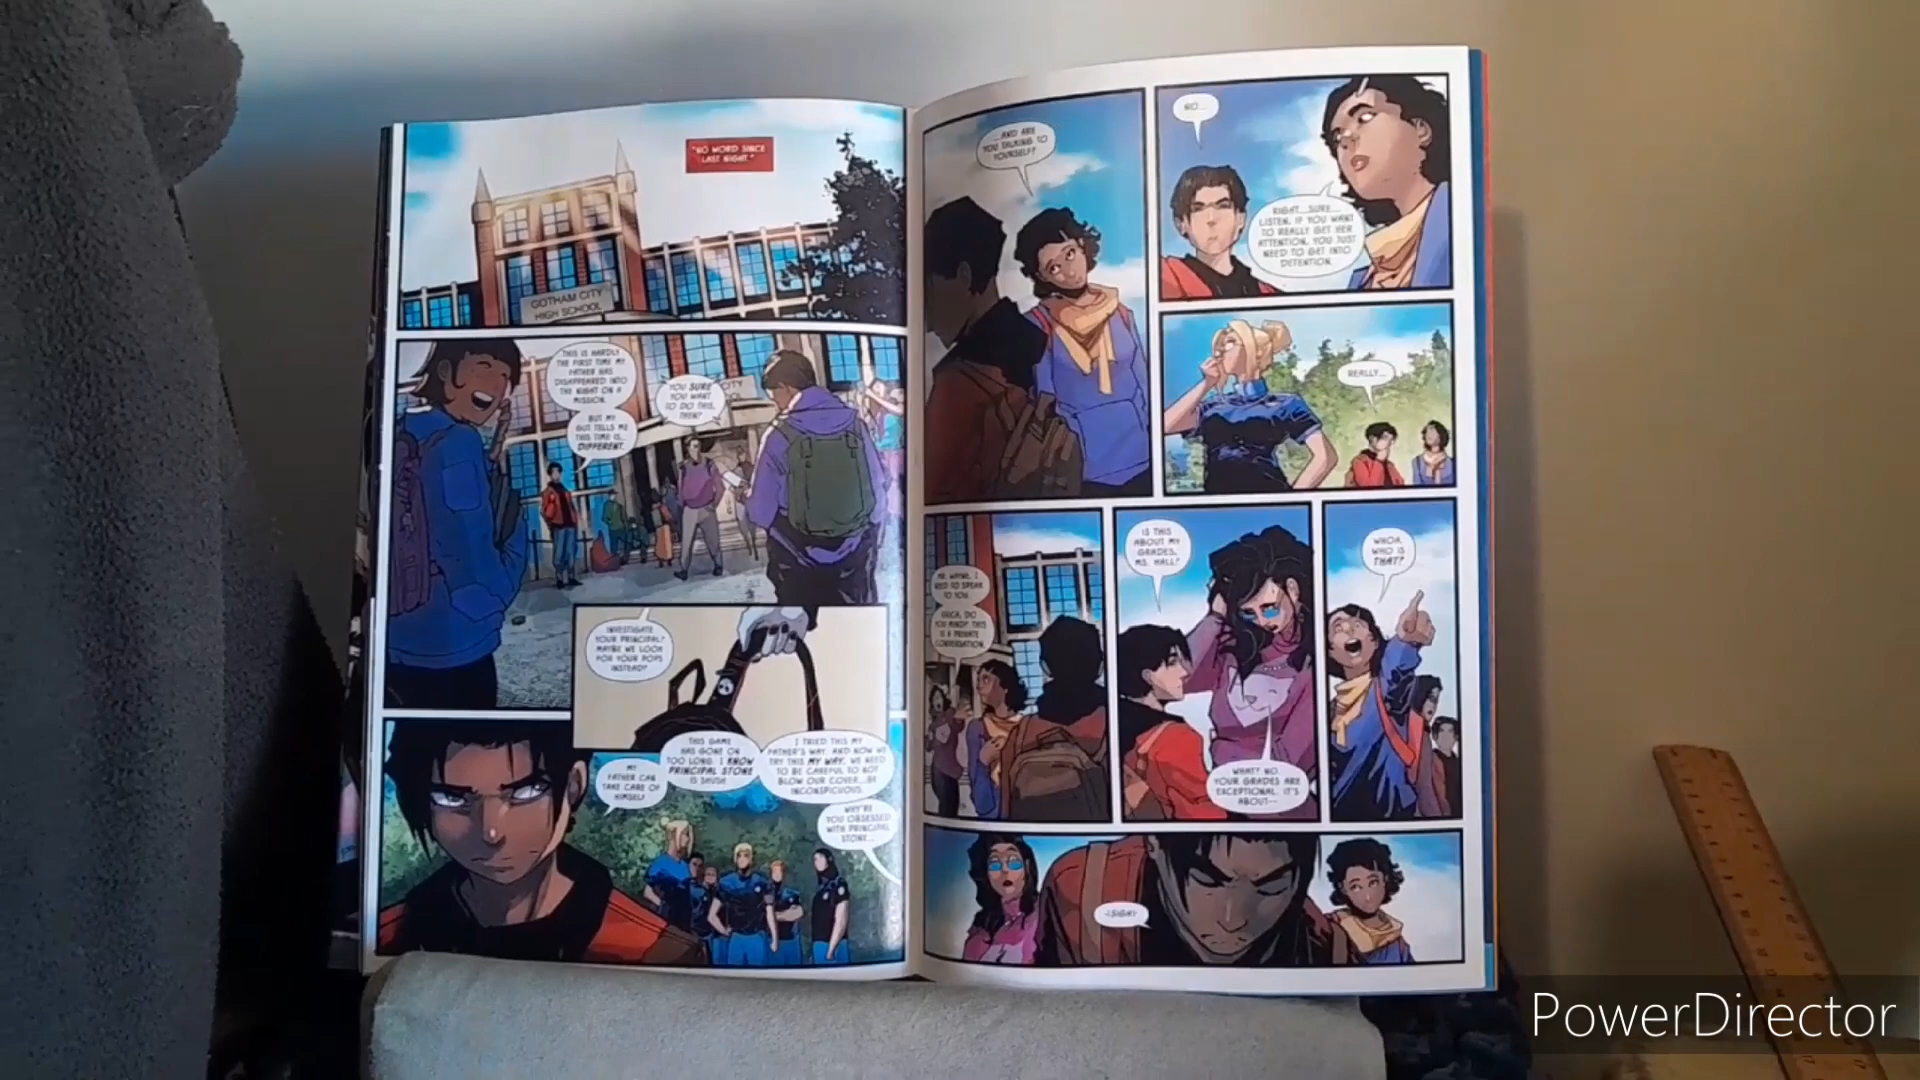 "NO WORD SINCE
LAST NIGHT."
GOTHAM CITY
HIGH SCHOOL
THIS IS HARDLY
THE FIRST TIME MY
FATHER HAS
DISAPPEARED INTO
THE NIGHT ON A
MISSION.
BUT MY
GUT TELLS ME
THIS TIME IS...
DIFFERENT.
YOU SURE
YOU WANT
TO DO THIS,
THEN?
CITY
INVESTIGATE
YOUR PRINCIPAL?
MAYBE WE LOOK
FOR YOUR POPS
INSTEAD?
MY
FATHER CAN
TAKE CARE OF
HIMSELF.
THIS GAME
HAS GONE ON
TOO LONG. I KNOW
PRINCIPAL STONE
IS SHUSH.
I TRIED THIS MY
FATHER'S WAY. AND NOW WE
TRY THIS MY WAY. WE NEED
TO BE CAREFUL TO NOT
BLOW OUR COVER...BE
INCONSPICUOUS.
WHY'RE
YOU OBSESSED
WITH PRINCIPAL
STONE...
...AND ARE
YOU TALKING TO
YOURSELF?
NO...
RIGHT...SURE...
LISTEN, IF YOU WANT
TO REALLY GET HER
ATTENTION, YOU JUST
NEED TO GET INTO
DETENTION.
REALLY...
MR. WAYNE, I
NEED TO SPEAK
TO YOU.
DO
YOU MIND? THIS
IS A PRIVATE
CONVERSATION.
IS THIS
ABOUT MY
GRADES,
MS. HALL?
WHAT? NO.
YOUR GRADES ARE
EXCEPTIONAL. IT'S
ABOUT--
WHOA,
WHO IS
THAT?
<SIGH>
PowerDirector